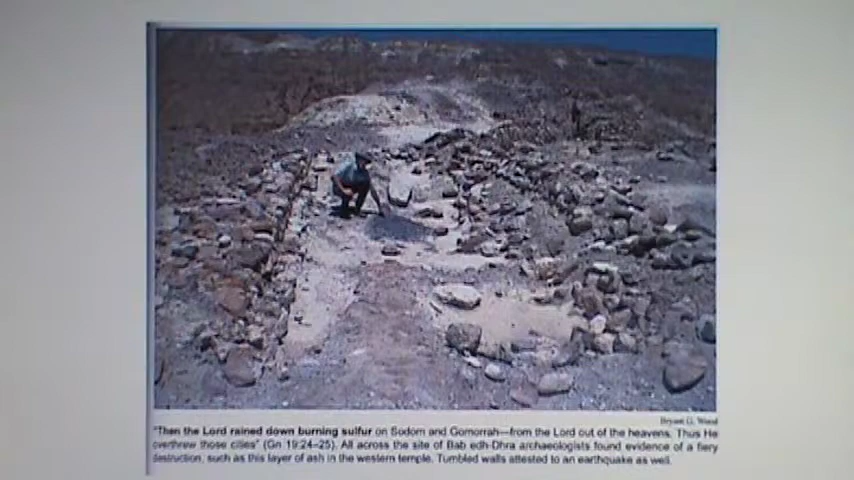 Bryant G. Wood
"Then the Lord rained down burning sulfur on Sodom and Gomorrah—from the Lord out of the heavens. Thus He
overthrew those cities" (Gn 19:24–25). All across the site of Bab edh-Dhra archaeologists found evidence of a fiery
destruction, such as this layer of ash in the western temple. Tumbled walls attested to an earthquake as well.